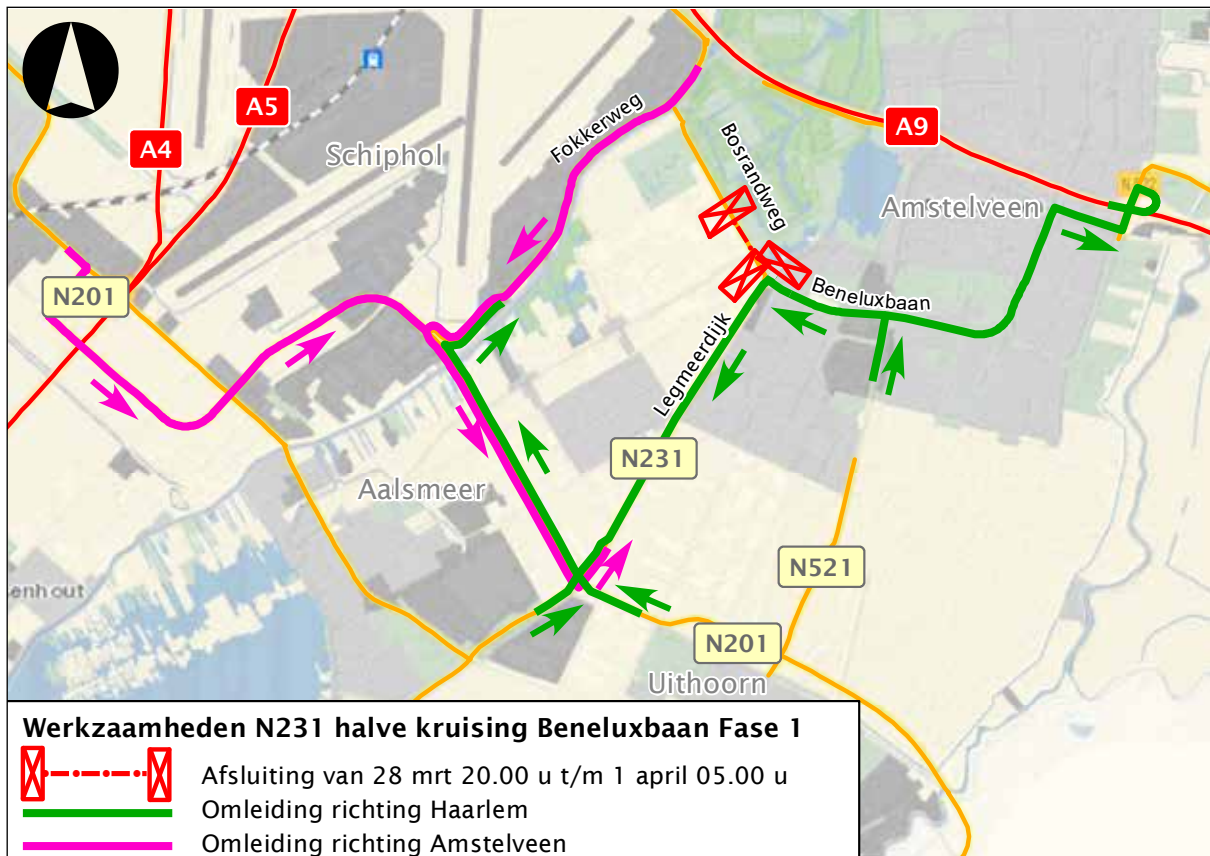 A4
A5
Schiphol
Fokkerweg
Bosrandweg
A9
Amstelveen
N201
Beneluxbaan
Legmeerdijk
N231
Aalsmeer
N521
enhout
N201
Uithoorn
Werkzaamheden N231 halve kruising Beneluxbaan Fase 1
Afsluiting van 28 mrt 20.00 u t/m 1 april 05.00 u
Omleiding richting Haarlem
Omleiding richting Amstelveen